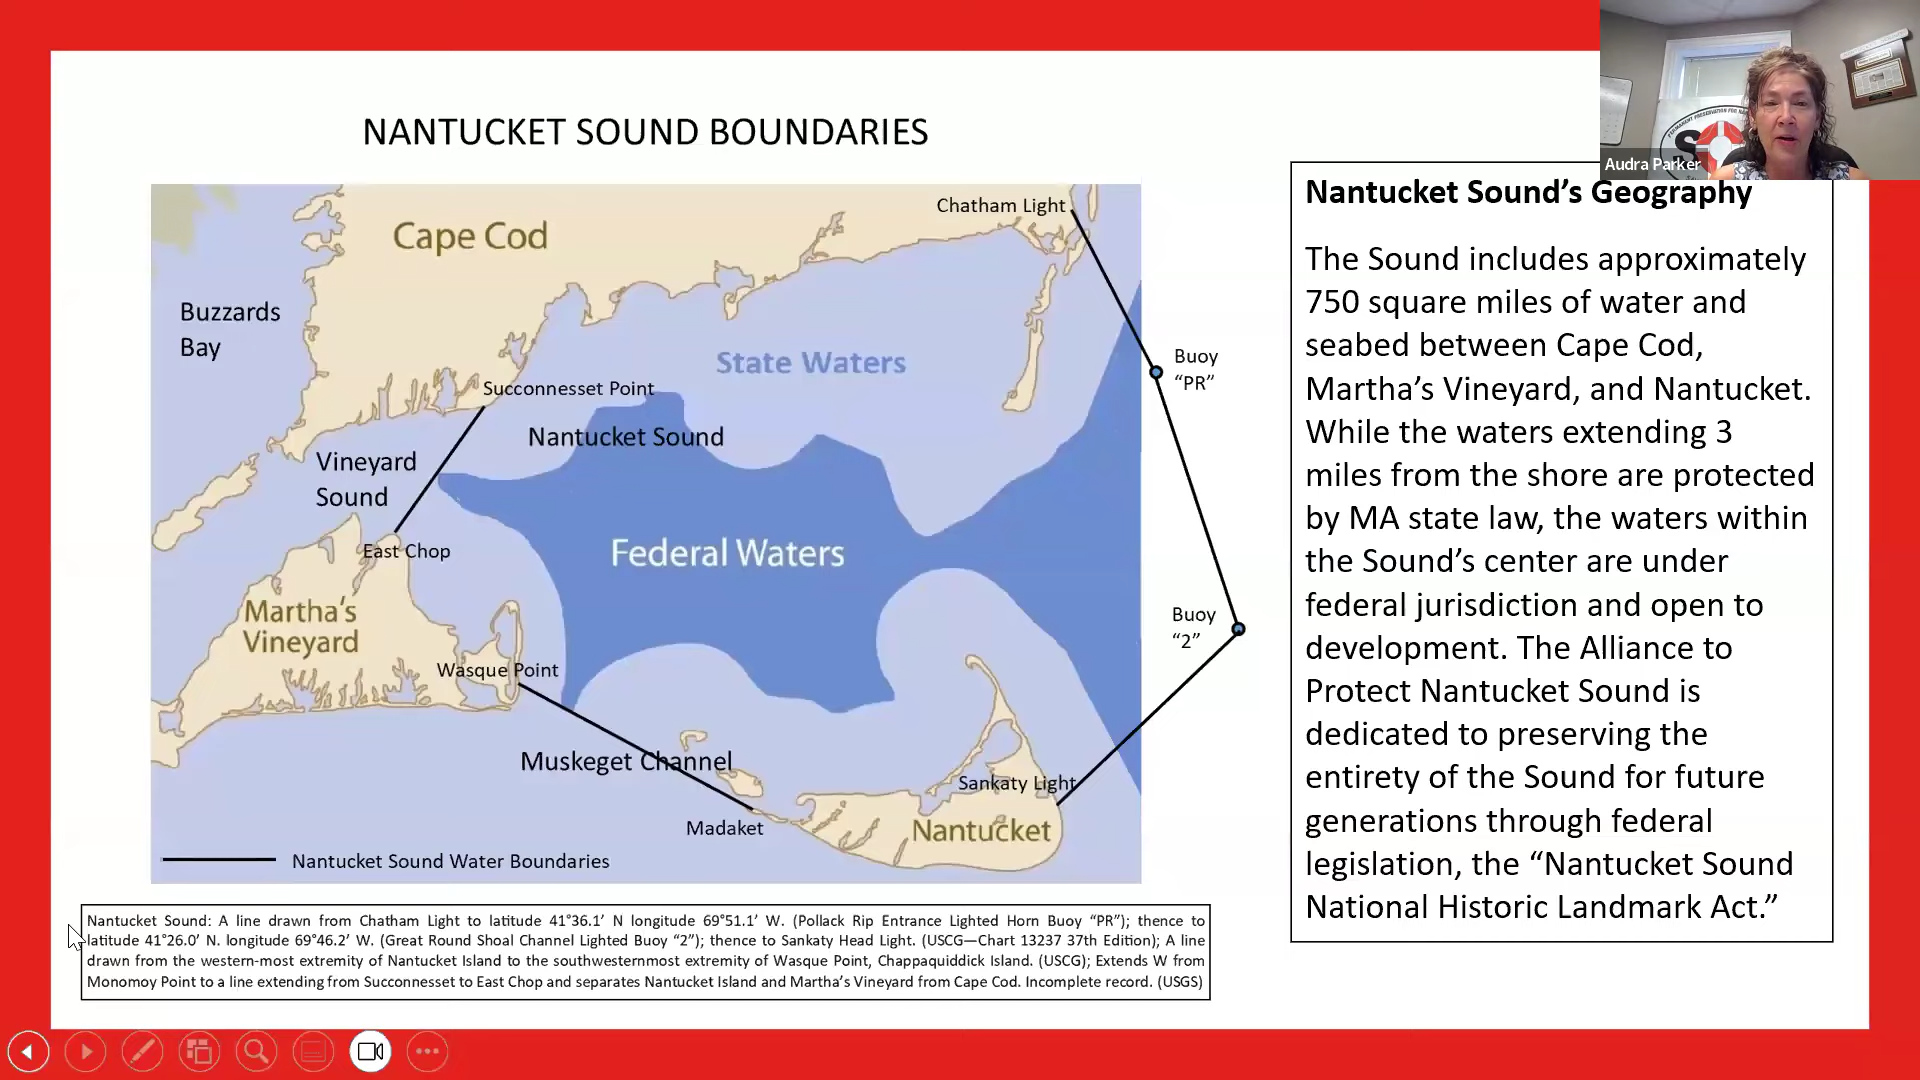 NANTUCKET SOUND BOUNDARIES
Audra Parker
Chatham Light
Cape Cod
Buzzards
Bay
State Waters
Buoy
“PR”
Succonnesset Point
Nantucket Sound
Vineyard
Sound
East Chop
Federal Waters
Martha's
Vineyard
Buoy
“2”
Wasque Point
Muskeget Channel
Sankaty Light
Madaket
Nantucket
Nantucket Sound Water Boundaries
Nantucket Sound’s Geography
The Sound includes approximately
750 square miles of water and
seabed between Cape Cod,
Martha’s Vineyard, and Nantucket.
While the waters extending 3
miles from the shore are protected
by MA state law, the waters within
the Sound’s center are under
federal jurisdiction and open to
development. The Alliance to
Protect Nantucket Sound is
dedicated to preserving the
entirety of the Sound for future
generations through federal
legislation, the “Nantucket Sound
National Historic Landmark Act.”
Nantucket Sound: A line drawn from Chatham Light to latitude 41°36.1’ N longitude 69°51.1’ W. (Pollack Rip Entrance Lighted Horn Buoy “PR”); thence to
latitude 41°26.0’ N. longitude 69°46.2’ W. (Great Round Shoal Channel Lighted Buoy “2”); thence to Sankaty Head Light. (USCG—Chart 13237 37th Edition); A line
drawn from the western-most extremity of Nantucket Island to the southwesternmost extremity of Wasque Point, Chappaquiddick Island. (USCG); Extends W from
Monomoy Point to a line extending from Succonnesset to East Chop and separates Nantucket Island and Martha’s Vineyard from Cape Cod. Incomplete record. (USGS)